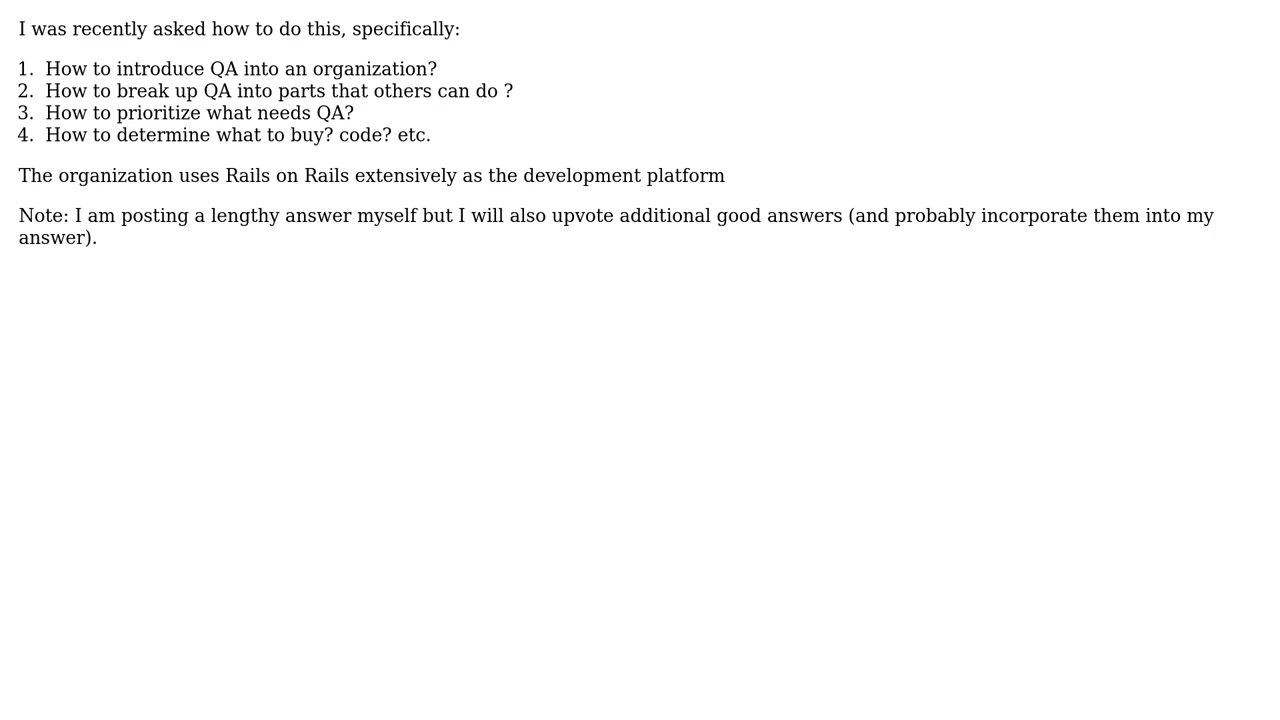 I was recently asked how to do this, specifically:
1. How to introduce QA into an organization?
2. How to break up QA into parts that others can do ?
3. How to prioritize what needs QA?
4. How to determine what to buy? code? etc.
The organization uses Rails on Rails extensively as the development platform
Note: I am posting a lengthy answer myself but I will also upvote additional good answers (and probably incorporate them into my
answer).